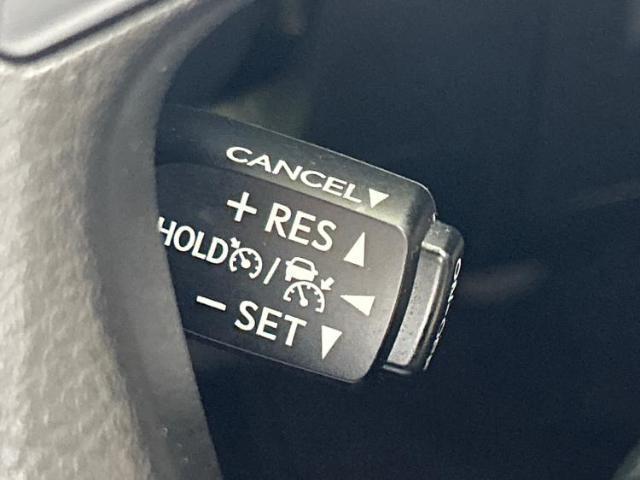 CANCEL▼
+ RES ▲
HOLD / ◀
− SET ▼